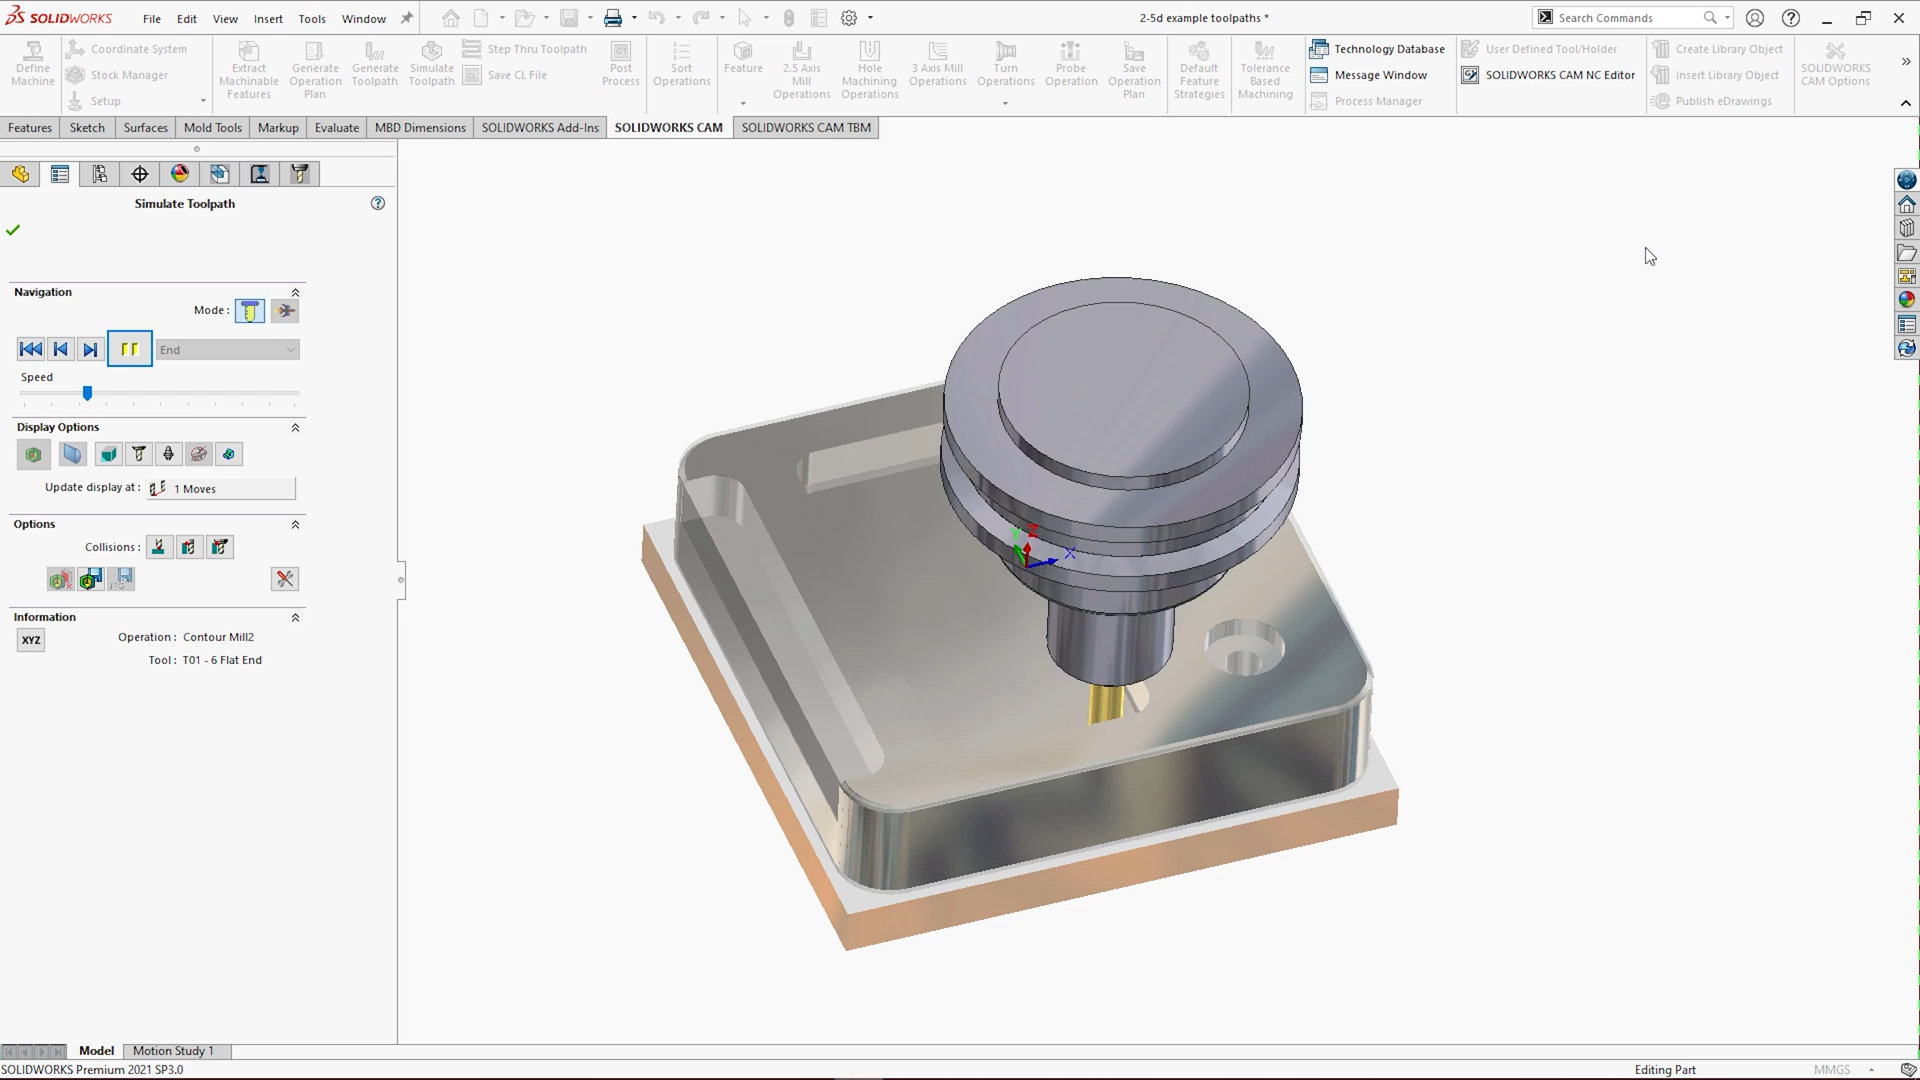 SOLIDWORKS File Edit View Insert Tools Window 2-5d example toolpaths * Search Commands
Define Machine
Coordinate System
Stock Manager
Setup
Extract Machinable Features
Generate Operation Plan
Generate Toolpath
Simulate Toolpath
Step Thru Toolpath
Save CL File
Post Process
Sort Operations
Feature
2.5 Axis Mill Operations
Hole Machining Operations
3 Axis Mill Operations
Turn Operations
Probe Operations
Save Operation Plan
Default Feature Strategies
Tolerance Based Machining
Technology Database
Message Window
Process Manager
User Defined Tool/Holder
SOLIDWORKS CAM NC Editor
Create Library Object
Insert Library Object
Publish eDrawings
SOLIDWORKS CAM Options
Features Sketch Surfaces Mold Tools Markup Evaluate MBD Dimensions SOLIDWORKS Add-Ins SOLIDWORKS CAM SOLIDWORKS CAM TBM
Simulate Toolpath
Navigation
Mode :
End
Speed
Display Options
Update display at : 1 Moves
Options
Collisions :
Information
XYZ Operation : Contour Mill2
Tool : T01 - 6 Flat End
Y Z X
Model Motion Study 1
SOLIDWORKS Premium 2021 SP3.0 Editing Part MMGS